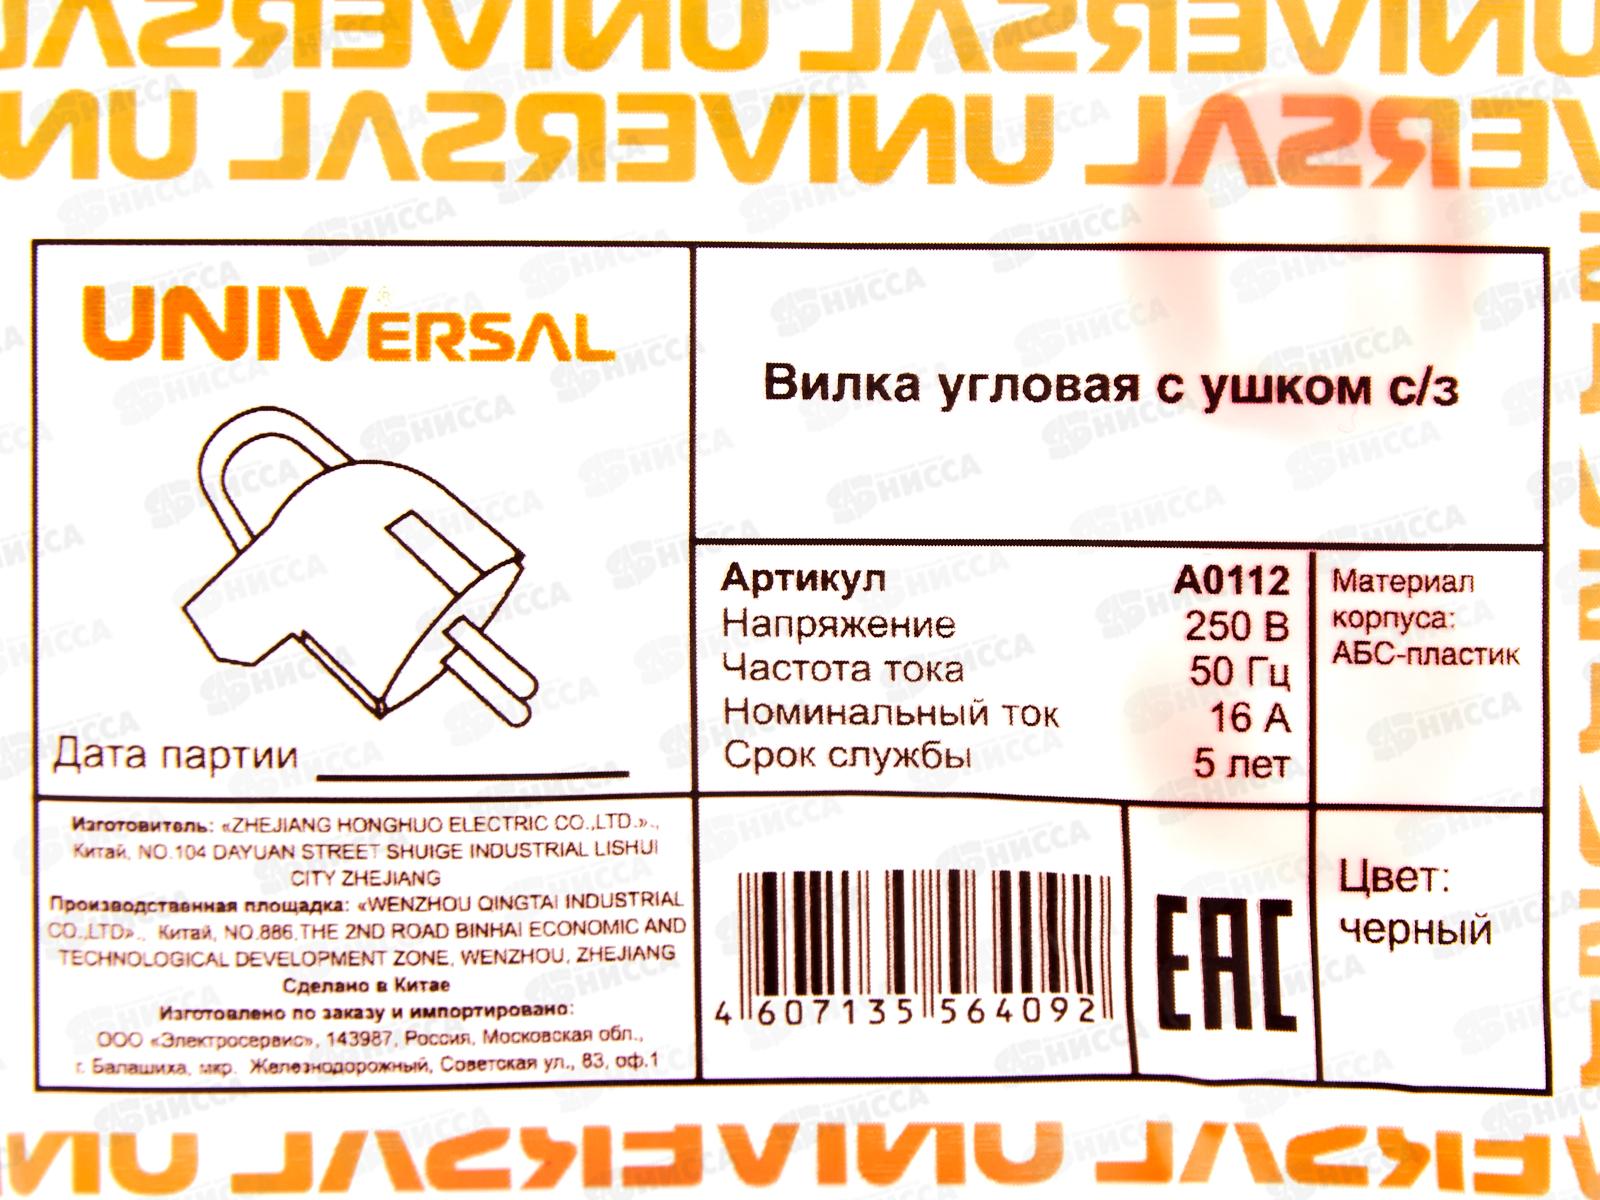 UNIVERSAL UNIVERSAL
UNIVERSAL UNIVERSAL
UNIVERSAL
Вилка угловая с ушком с/з
Артикул A0112
Напряжение 250 В
Частота тока 50 Гц
Номинальный ток 16 А
Срок службы 5 лет
Материал
корпуса:
АБС-пластик
Дата партии
Изготовитель: «ZHEJIANG HONGHUO ELECTRIC CO.,LTD.».,
Китай, NO.104 DAYUAN STREET SHUIGE INDUSTRIAL LISHUI
CITY ZHEJIANG
Производственная площадка: «WENZHOU QINGTAI INDUSTRIAL
CO.,LTD»., Китай, NO.886,THE 2ND ROAD BINHAI ECONOMIC AND
TECHNOLOGICAL DEVELOPMENT ZONE, WENZHOU, ZHEJIANG
Сделано в Китае
Изготовлено по заказу и импортировано:
ООО «Электросервис», 143987, Россия, Московская обл.,
г. Балашиха, мкр. Железнодорожный, Советская ул., 83, оф.1
4 607135 564092
EAC
Цвет:
черный
UNIVERSAL UNIVERSAL
НИССА